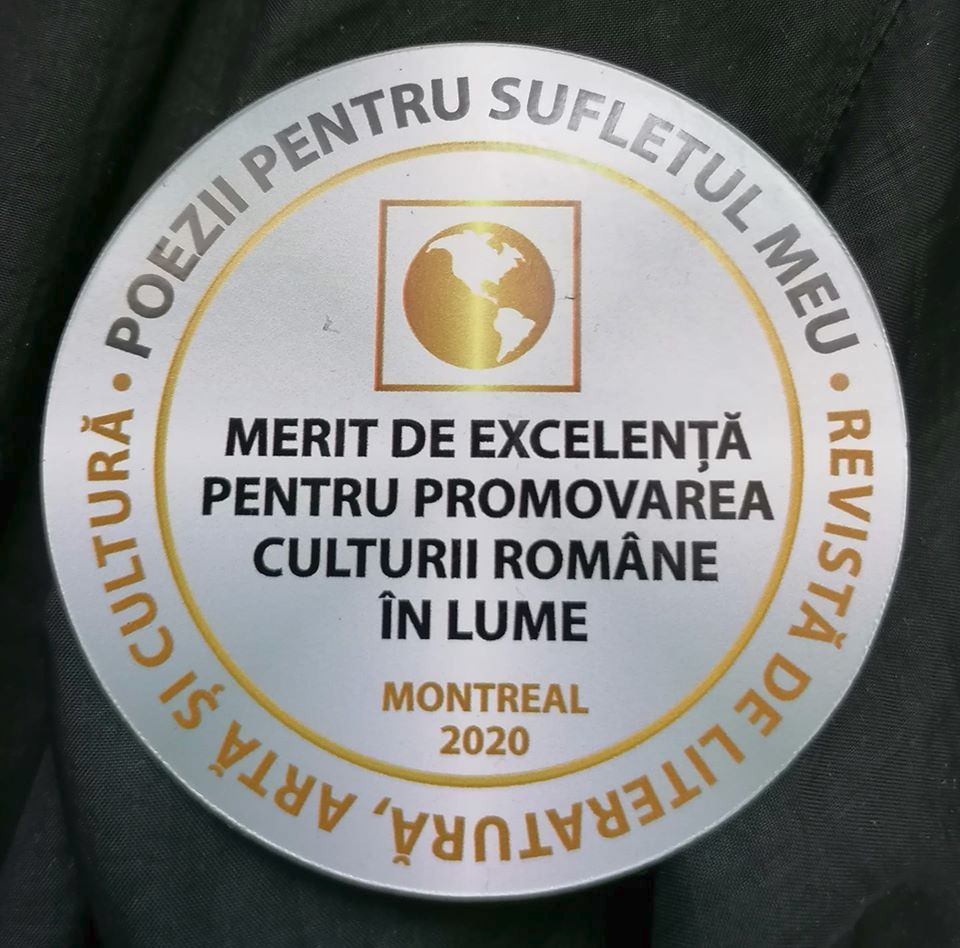 POEZII PENTRU SUFLETUL MEU • REVISTĂ DE LITERATURĂ, ARTĂ ȘI CULTURĂ •
MERIT DE EXCELENȚĂ
PENTRU PROMOVAREA
CULTURII ROMÂNE
ÎN LUME
MONTREAL
2020